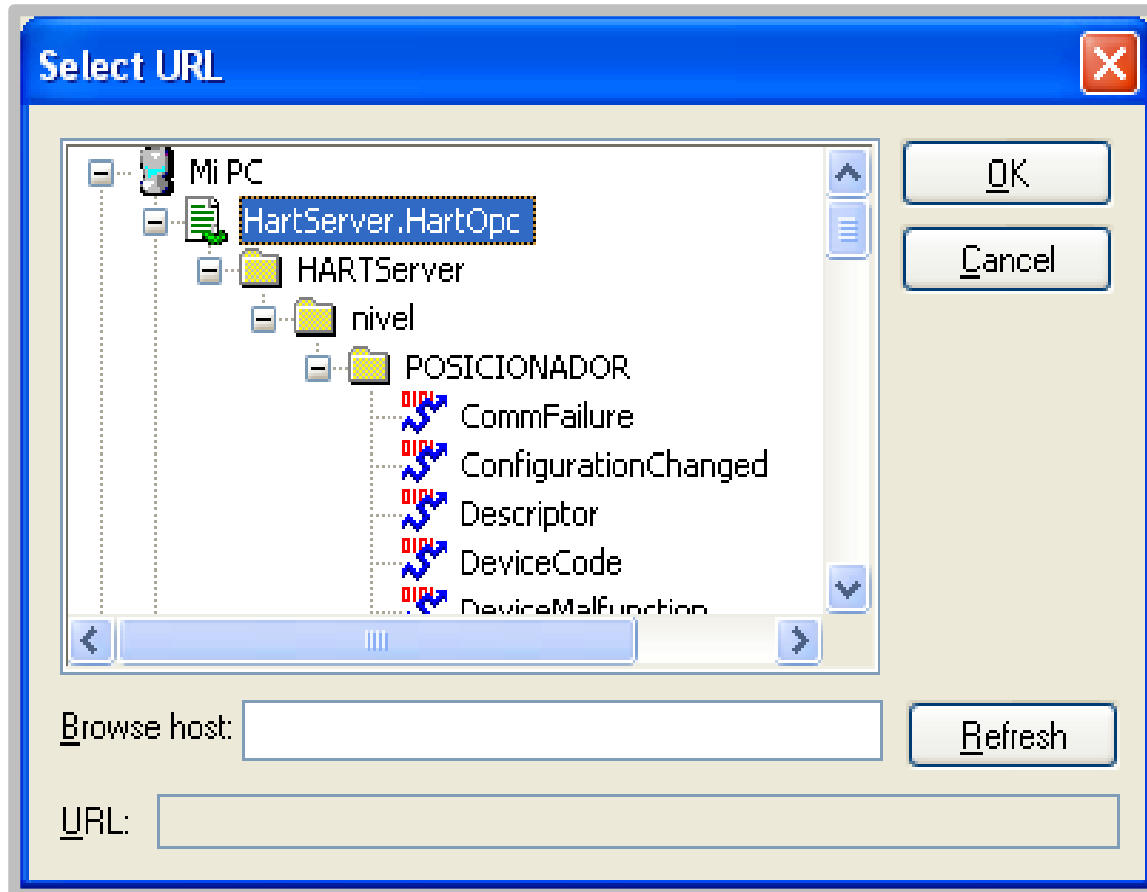 Select URL
Mi PC
OK
HartServer.HartOpc
HARTServer
Cancel
nivel
POSICIONADOR
CommFailure
ConfigurationChanged
Descriptor
DeviceCode
DeviceMalfunction
Browse host:
Refresh
URL: